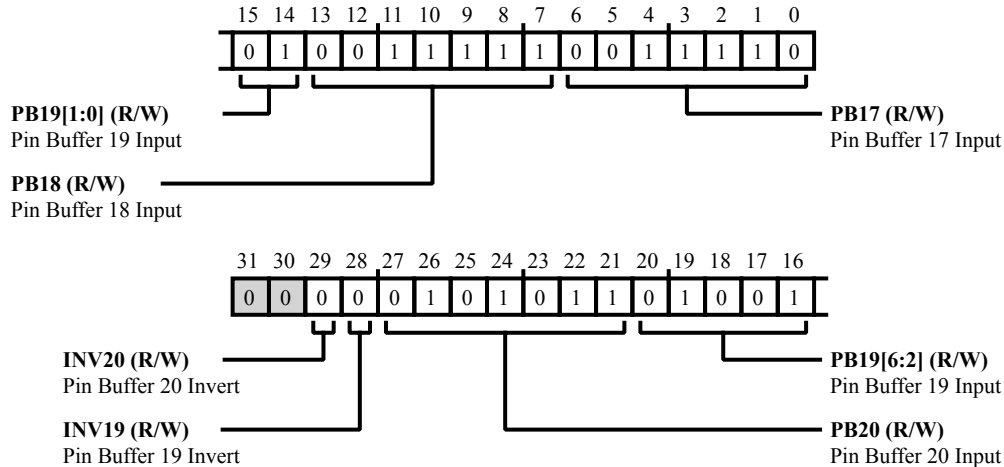 15 14 13 12 11 10 9 8 7 6 5 4 3 2 1 0
0 1 0 0 1 1 1 1 1 0 0 1 1 1 1 0
PB19[1:0] (R/W)
Pin Buffer 19 Input
PB17 (R/W)
Pin Buffer 17 Input
PB18 (R/W)
Pin Buffer 18 Input
31 30 29 28 27 26 25 24 23 22 21 20 19 18 17 16
0 0 0 0 0 1 0 1 0 1 1 0 1 0 0 1
INV20 (R/W)
Pin Buffer 20 Invert
PB19[6:2] (R/W)
Pin Buffer 19 Input
INV19 (R/W)
Pin Buffer 19 Invert
PB20 (R/W)
Pin Buffer 20 Input